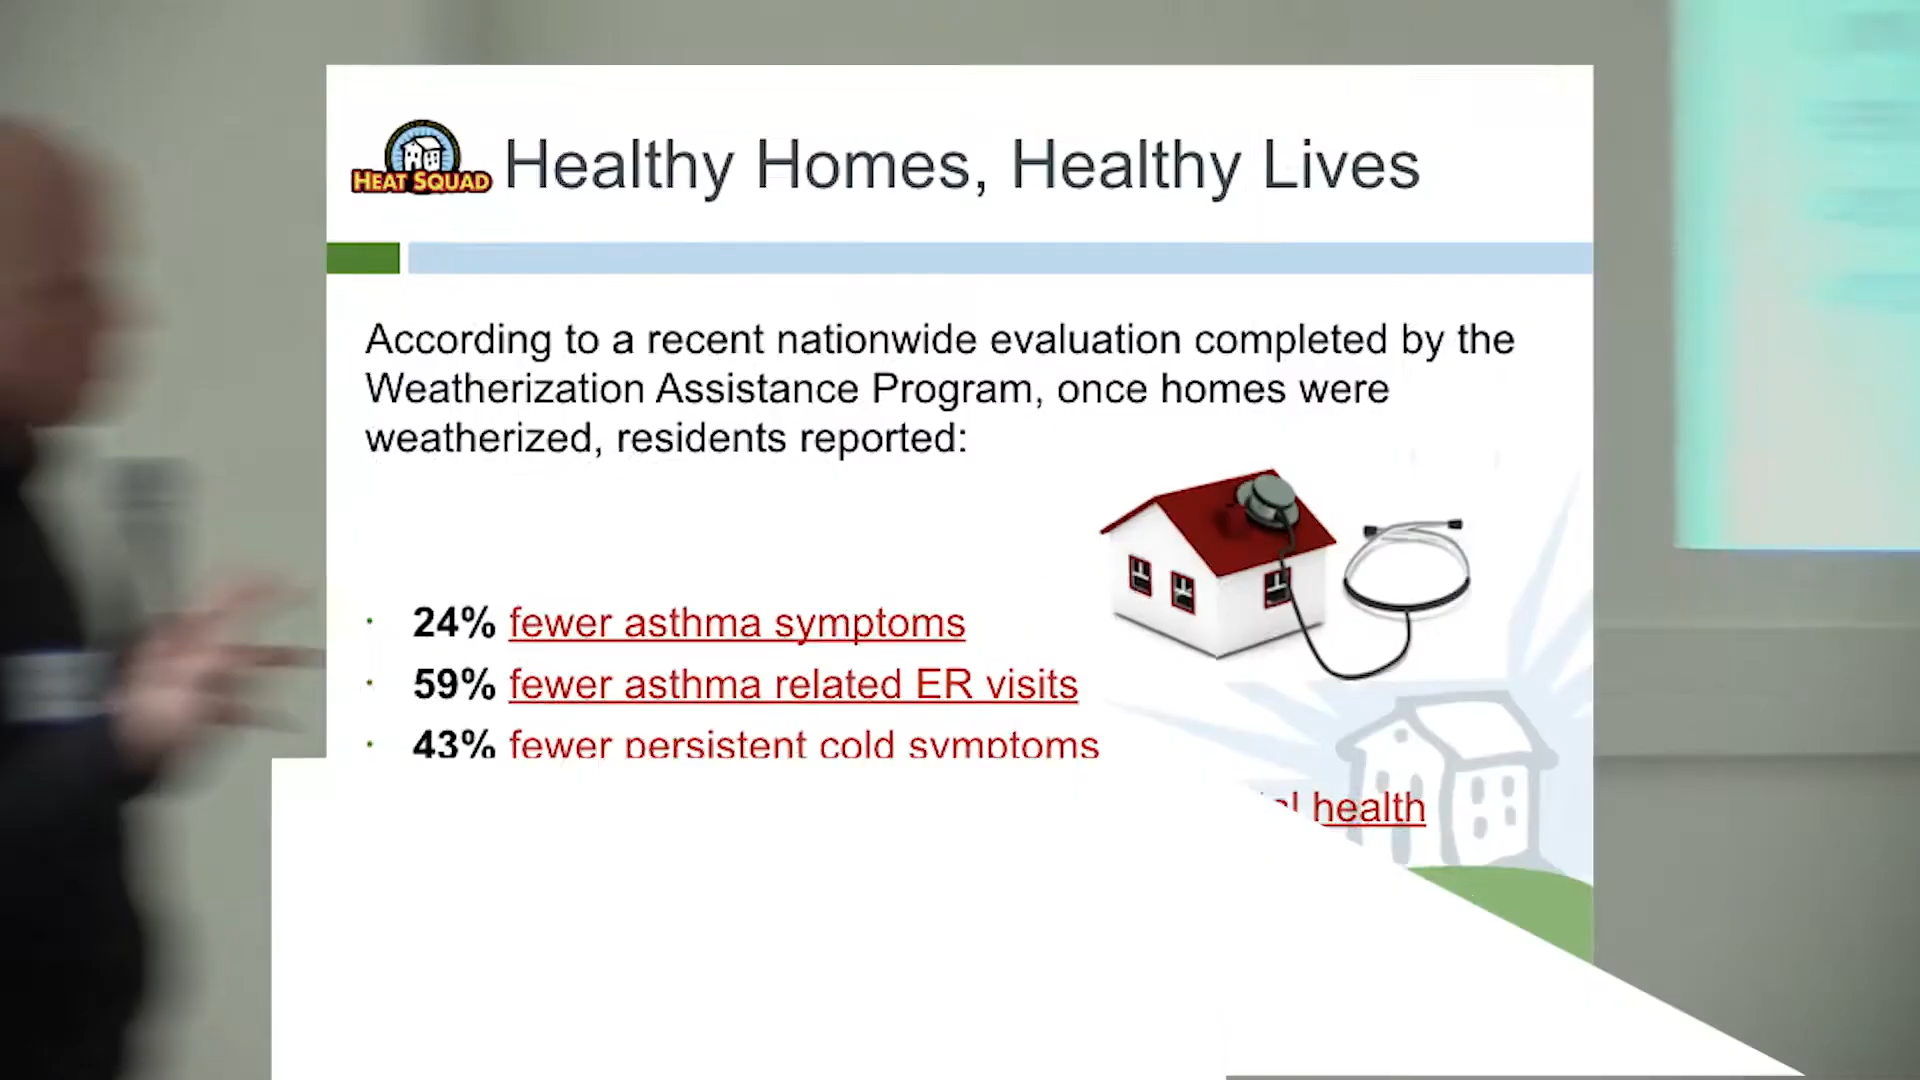 HEAT SQUAD
Healthy Homes, Healthy Lives
According to a recent nationwide evaluation completed by the
Weatherization Assistance Program, once homes were
weatherized, residents reported:
· 24% fewer asthma symptoms
· 59% fewer asthma related ER visits
· 43% fewer persistent cold symptoms
health